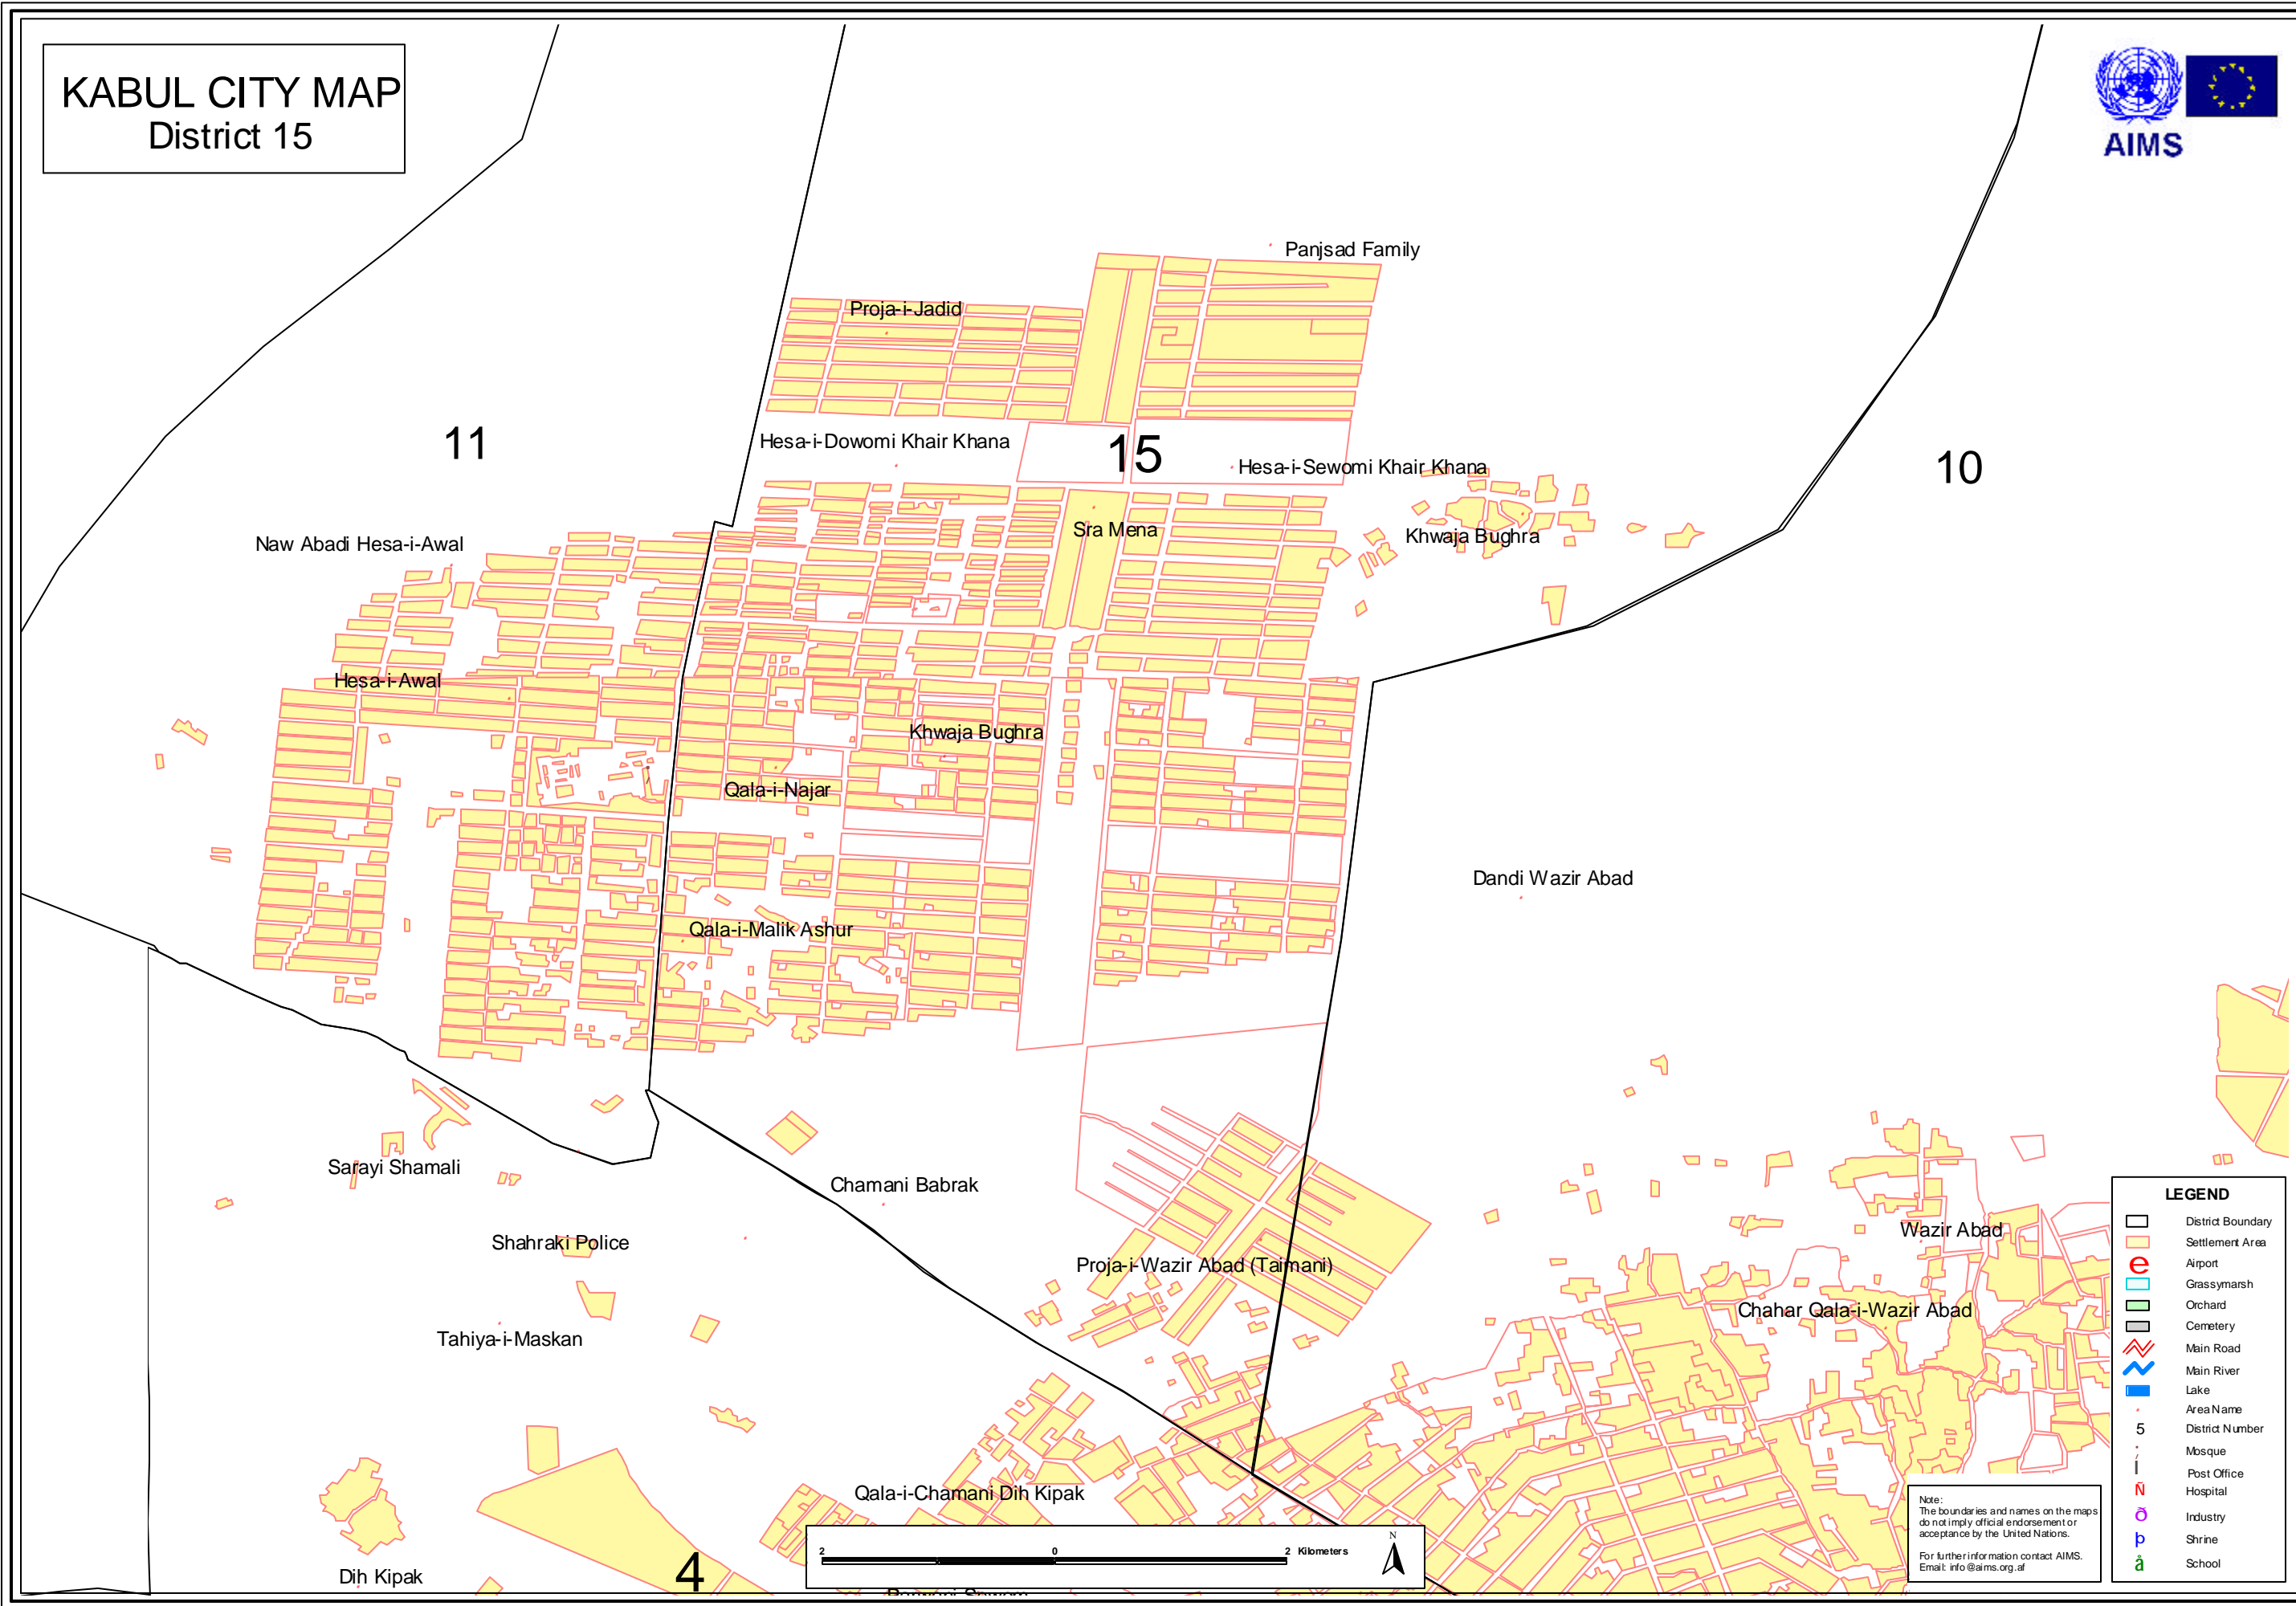 KABUL CITY MAP
District 15
AIMS
Panjsad Family
Proja-i-Jadid
11
Hesa-i-Dowomi Khair Khana
15
Hesa-i-Sewomi Khair Khana
10
Sra Mena
Khwaja Bughra
Naw Abadi Hesa-i-Awal
Hesa-i-Awal
Khwaja Bughra
Qala-i-Najar
Dandi Wazir Abad
Qala-i-Malik Ashur
Sarayi Shamali
Chamani Babrak
Shahraki Police
Wazir Abad
Proja-i-Wazir Abad (Taimani)
Chahar Qala-i-Wazir Abad
Tahiya-i-Maskan
Qala-i-Chamani Dih Kipak
Dih Kipak
4
2 0 2 Kilometers
N
Note:
The boundaries and names on the maps
do not imply official endorsement or
acceptance by the United Nations.
For further information contact AIMS.
Email: info@aims.org.af
LEGEND
District Boundary
Settlement Area
e Airport
Grassymarsh
Orchard
Cemetery
Main Road
Main River
Lake
Area Name
5 District Number
Mosque
Í Post Office
Ñ Hospital
ð Industry
þ Shrine
å School